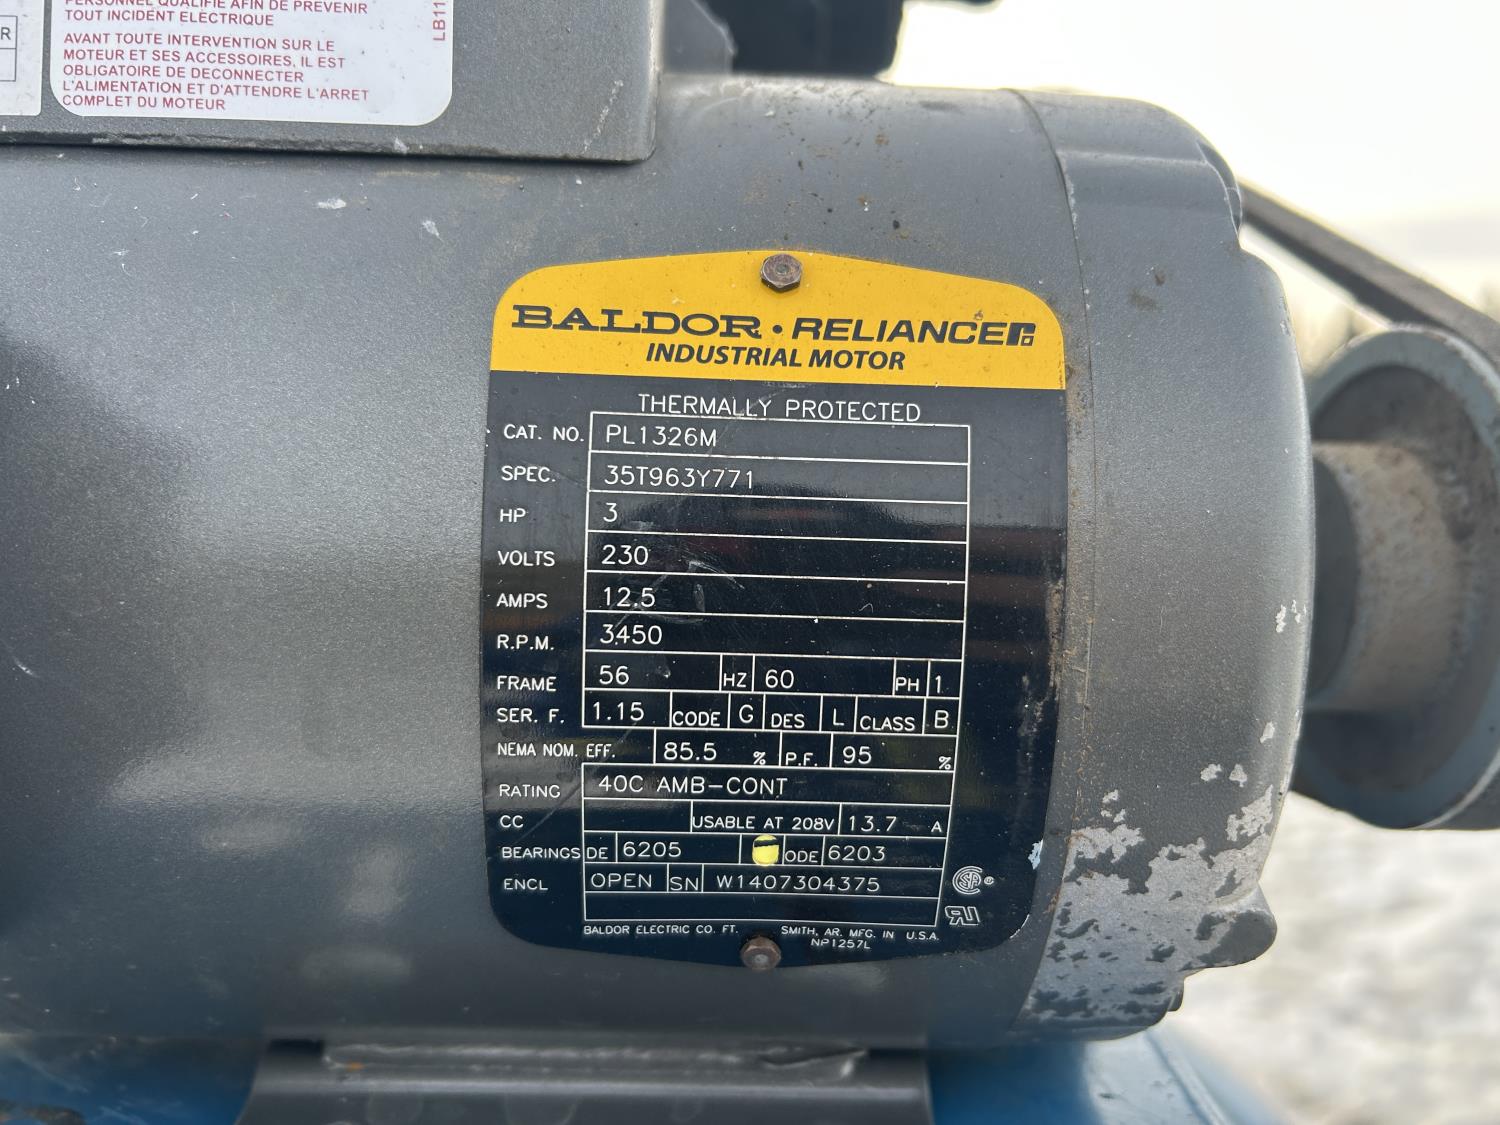 PERSONNEL QUALIFIÉ AFIN DE PRÉVENIR
TOUT INCIDENT ELECTRIQUE
AVANT TOUTE INTERVENTION SUR LE
MOTEUR ET SES ACCESSOIRES, IL EST
OBLIGATOIRE DE DECONNECTER
L'ALIMENTATION ET D'ATTENDRE L'ARRET
COMPLET DU MOTEUR
LB11
R
BALDOR • RELIANCE
INDUSTRIAL MOTOR
THERMALLY PROTECTED
CAT. NO. PL1326M
SPEC. 35T963Y771
HP 3
VOLTS 230
AMPS 12.5
R.P.M. 3450
FRAME 56 HZ 60 PH 1
SER. F. 1.15 CODE G DES L CLASS B
NEMA NOM. EFF. 85.5 % P.F. 95 %
RATING 40C AMB-CONT
CC USABLE AT 208V 13.7 A
BEARINGS DE 6205 ODE 6203
ENCL OPEN SN W1407304375
BALDOR ELECTRIC CO. FT. SMITH, AR. MFG. IN U.S.A.
NP1257L